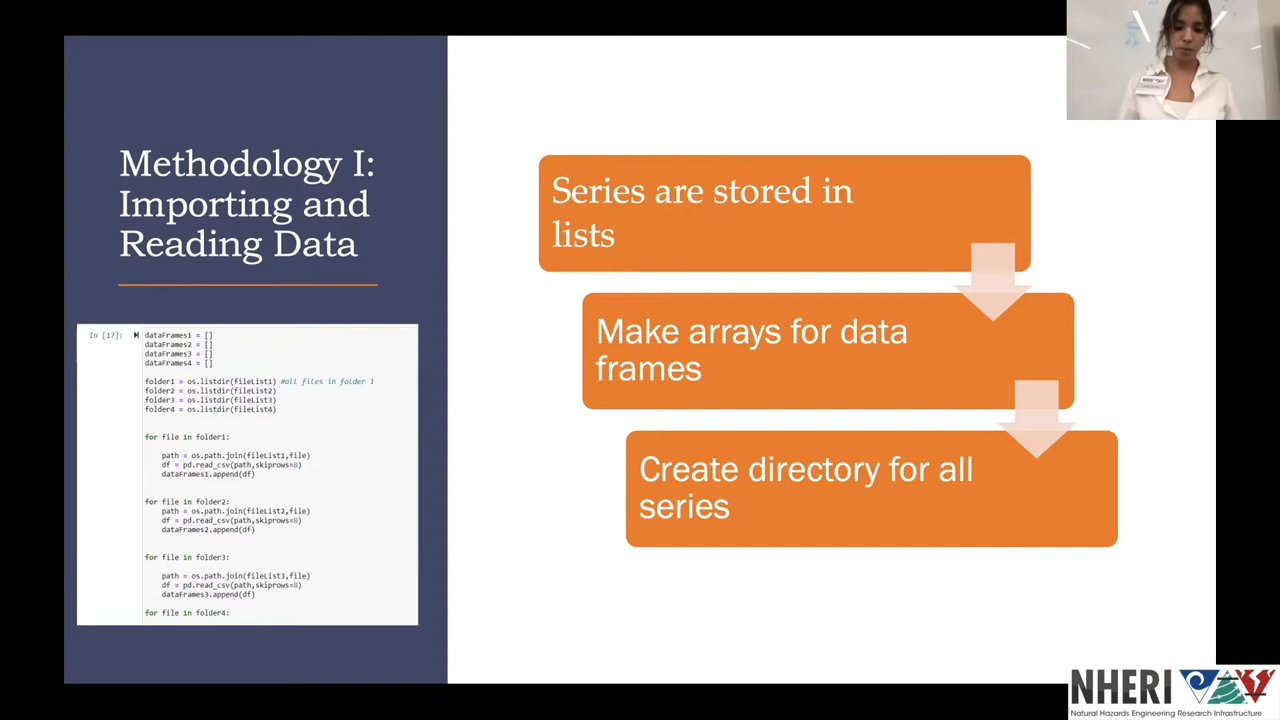 Methodology I:
Importing and
Reading Data
In [17]:
dataFrames1 = []
dataFrames2 = []
dataFrames3 = []
dataFrames4 = []
folder1 = os.listdir(fileList1) #all files in folder 1
folder2 = os.listdir(fileList2)
folder3 = os.listdir(fileList3)
folder4 = os.listdir(fileList4)
for file in folder1:
path = os.path.join(fileList1,file)
df = pd.read_csv(path,skiprows=8)
dataFrames1.append(df)
for file in folder2:
path = os.path.join(fileList2,file)
df = pd.read_csv(path,skiprows=8)
dataFrames2.append(df)
for file in folder3:
path = os.path.join(fileList3,file)
df = pd.read_csv(path,skiprows=8)
dataFrames3.append(df)
for file in folder4:
Series are stored in
lists
Make arrays for data
frames
Create directory for all
series
NHERI
Natural Hazards Engineering Research Infrastructure